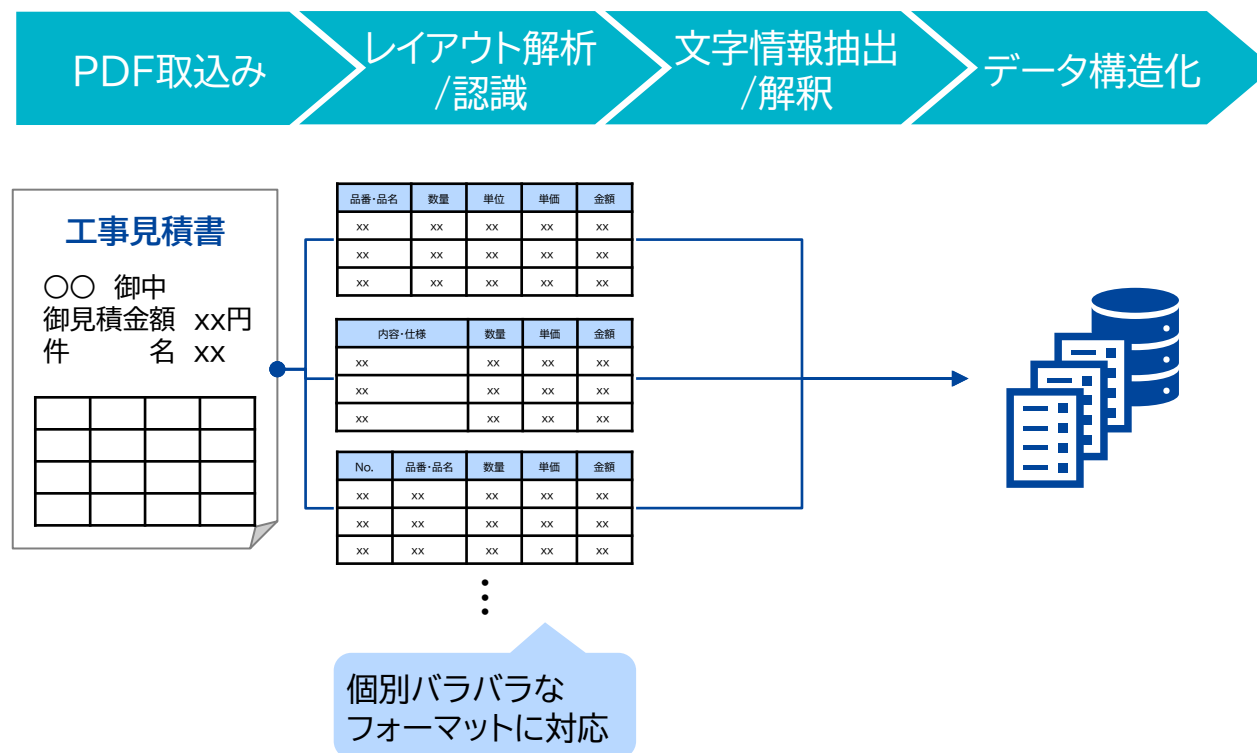 PDF取込み
レイアウト解析
/認識
文字情報抽出
/解釈
データ構造化
工事見積書
〇〇 御中
御見積金額 xx円
件 名 xx
品番・品名 数量 単位 単価 金額
xx xx xx xx xx
xx xx xx xx xx
xx xx xx xx xx
内容・仕様 数量 単価 金額
xx xx xx xx
xx xx xx xx
xx xx xx xx
No. 品番・品名 数量 単価 金額
xx xx xx xx xx
xx xx xx xx xx
xx xx xx xx xx
⋮
個別バラバラな
フォーマットに対応